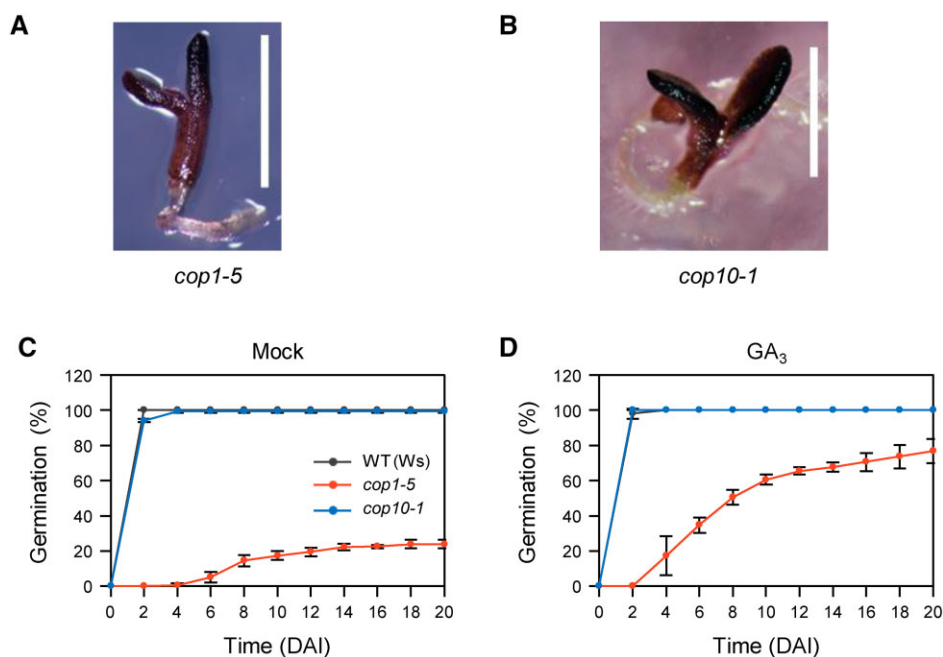 A
B
cop1-5
cop10-1
C
Mock
D
GA₃
120
100
80
60
40
20
0
Germination (%)
WT (Ws)
cop1-5
cop10-1
0 2 4 6 8 10 12 14 16 18 20
Time (DAI)
120
100
80
60
40
20
0
Germination (%)
0 2 4 6 8 10 12 14 16 18 20
Time (DAI)